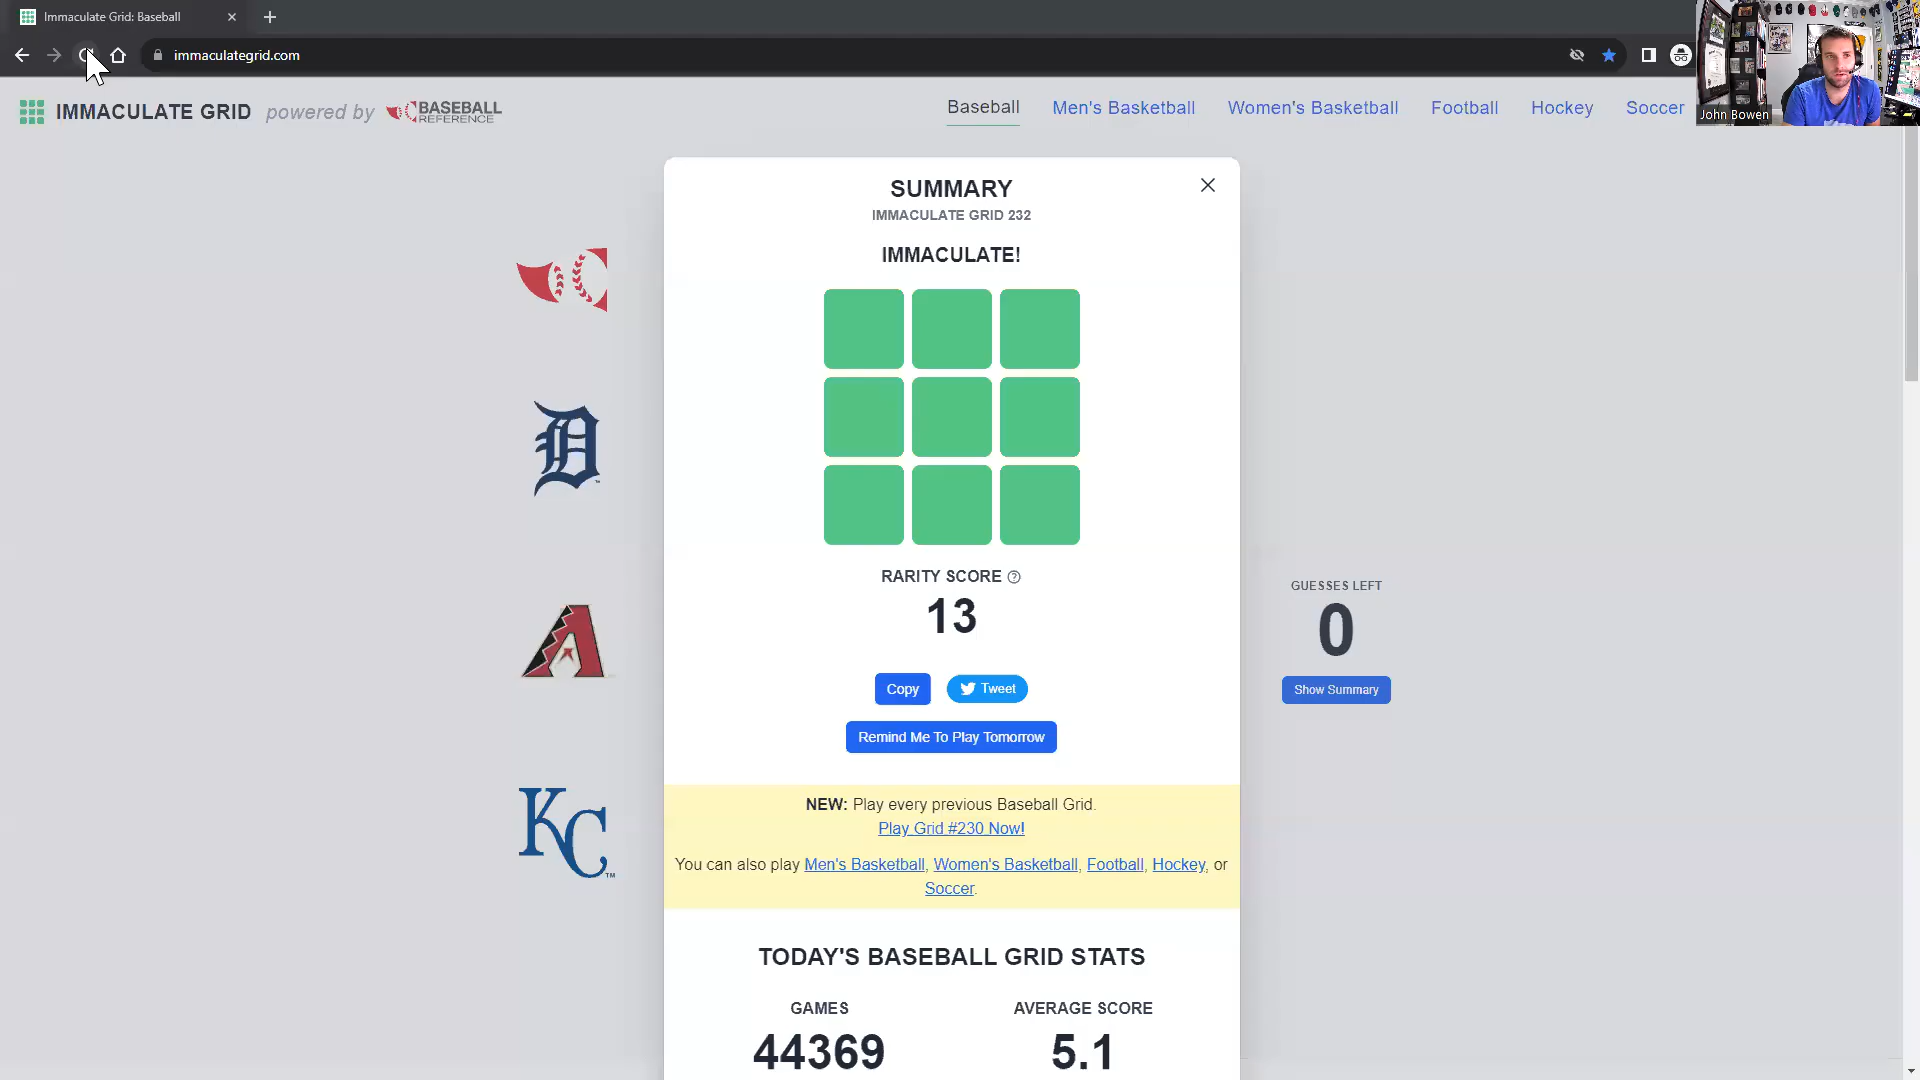 Immaculate Grid: Baseball
immaculategrid.com
IMMACULATE GRID powered by BASEBALL REFERENCE
Baseball Men's Basketball Women's Basketball Football Hockey Soccer
John Bowen
SUMMARY
IMMACULATE GRID 232
IMMACULATE!
RARITY SCORE
13
Copy Tweet
Remind Me To Play Tomorrow
GUESSES LEFT
0
Show Summary
D
A
KC
NEW: Play every previous Baseball Grid.
Play Grid #230 Now!
You can also play Men's Basketball, Women's Basketball, Football, Hockey, or
Soccer.
TODAY'S BASEBALL GRID STATS
GAMES AVERAGE SCORE
44369 5.1